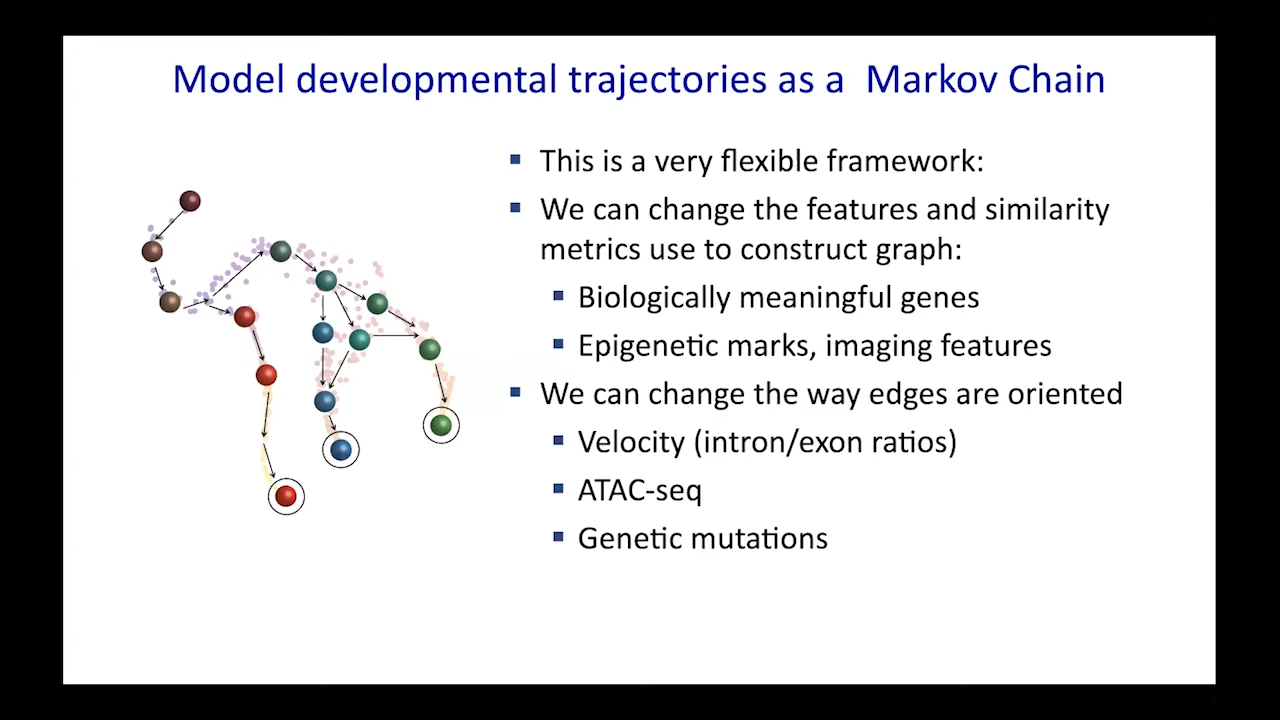 Model developmental trajectories as a Markov Chain
This is a very flexible framework:
We can change the features and similarity
metrics use to construct graph:
Biologically meaningful genes
Epigenetic marks, imaging features
We can change the way edges are oriented
Velocity (intron/exon ratios)
ATAC-seq
Genetic mutations